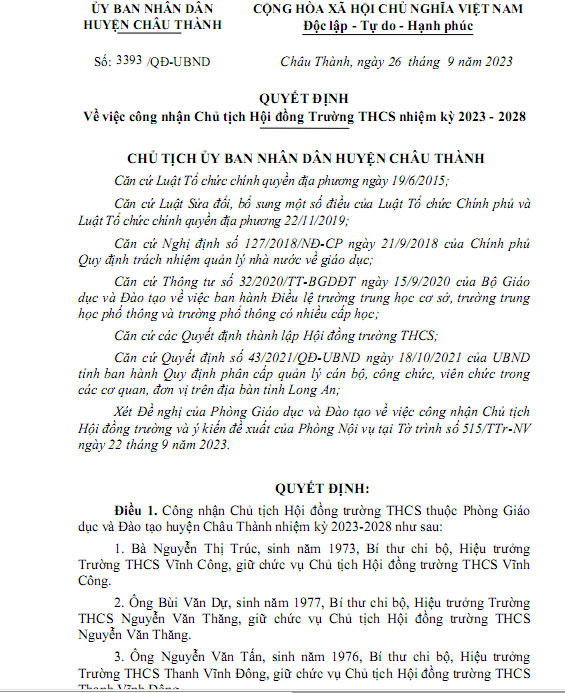 ỦY BAN NHÂN DÂN
HUYỆN CHÂU THÀNH
CỘNG HÒA XÃ HỘI CHỦ NGHĨA VIỆT NAM
Độc lập - Tự do - Hạnh phúc
Số: 3393 /QĐ-UBND
Châu Thành, ngày 26 tháng 9 năm 2023
QUYẾT ĐỊNH
Về việc công nhận Chủ tịch Hội đồng Trường THCS nhiệm kỳ 2023 - 2028
CHỦ TỊCH ỦY BAN NHÂN DÂN HUYỆN CHÂU THÀNH
Căn cứ Luật Tổ chức chính quyền địa phương ngày 19/6/2015;
Căn cứ Luật Sửa đổi, bổ sung một số điều của Luật Tổ chức Chính phủ và
Luật Tổ chức chính quyền địa phương 22/11/2019;
Căn cứ Nghị định số 127/2018/NĐ-CP ngày 21/9/2018 của Chính phủ
Quy định trách nhiệm quản lý nhà nước về giáo dục;
Căn cứ Thông tư số 32/2020/TT-BGDĐT ngày 15/9/2020 của Bộ Giáo
dục và Đào tạo về việc ban hành Điều lệ trường trung học cơ sở, trường trung
học phổ thông và trường phổ thông có nhiều cấp học;
Căn cứ các Quyết định thành lập Hội đồng trường THCS;
Căn cứ Quyết định số 43/2021/QĐ-UBND ngày 18/10/2021 của UBND
tỉnh ban hành Quy định phân cấp quản lý cán bộ, công chức, viên chức trong
các cơ quan, đơn vị trên địa bàn tỉnh Long An;
Xét Đề nghị của Phòng Giáo dục và Đào tạo về việc công nhận Chủ tịch
Hội đồng trường và ý kiến đề xuất của Phòng Nội vụ tại Tờ trình số 515/TTr-NV
ngày 22 tháng 9 năm 2023.
QUYẾT ĐỊNH:
Điều 1. Công nhận Chủ tịch Hội đồng trường THCS thuộc Phòng Giáo
dục và Đào tạo huyện Châu Thành nhiệm kỳ 2023-2028 như sau:
1. Bà Nguyễn Thị Trúc, sinh năm 1973, Bí thư chi bộ, Hiệu trưởng
Trường THCS Vĩnh Công, giữ chức vụ Chủ tịch Hội đồng trường THCS Vĩnh
Công.
2. Ông Bùi Văn Dự, sinh năm 1977, Bí thư chi bộ, Hiệu trưởng Trường
THCS Nguyễn Văn Thăng, giữ chức vụ Chủ tịch Hội đồng trường THCS
Nguyễn Văn Thăng.
3. Ông Nguyễn Văn Tấn, sinh năm 1976, Bí thư chi bộ, Hiệu trưởng
Trường THCS Thanh Vĩnh Đông, giữ chức vụ Chủ tịch Hội đồng trường THCS
Thanh Vĩnh Đông.